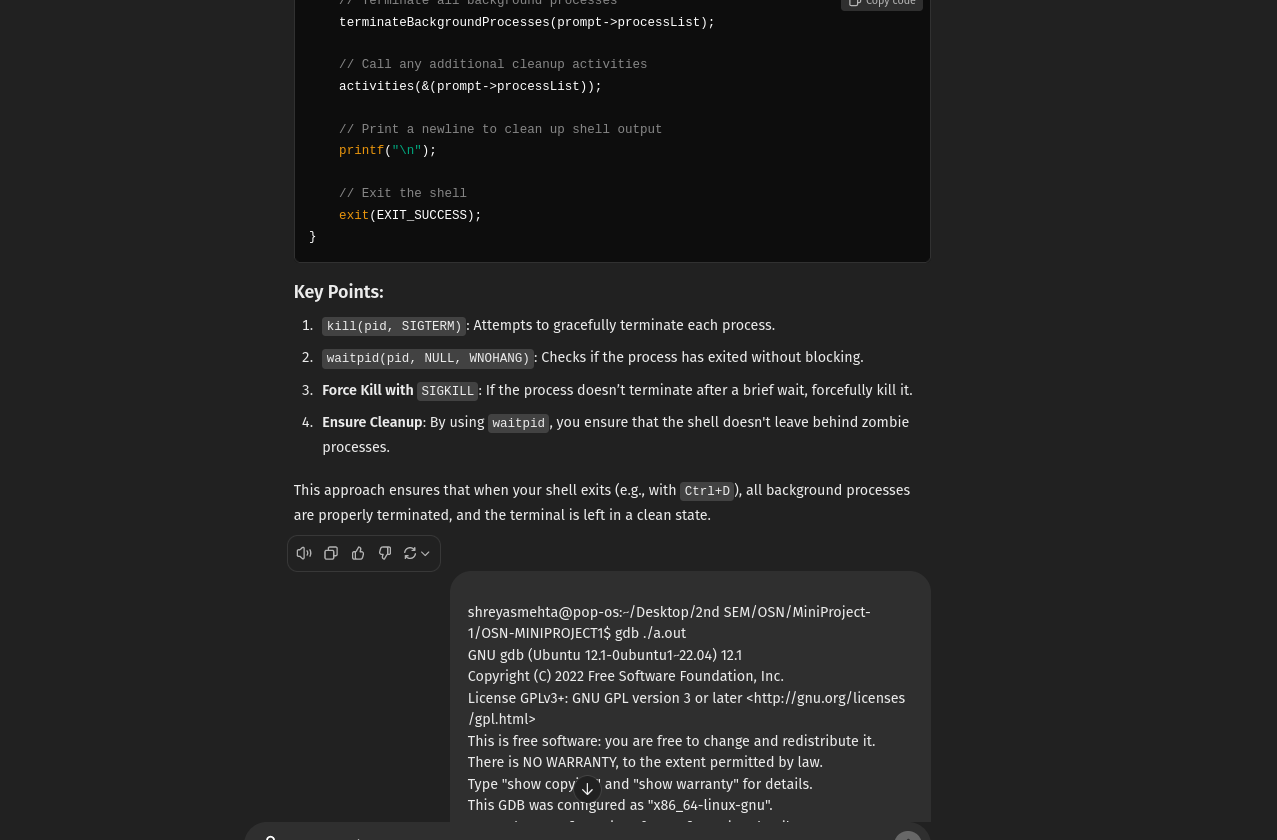 // Terminate all background processes
Copy code
terminateBackgroundProcesses(prompt->processList);
// Call any additional cleanup activities
activities(&(prompt->processList));
// Print a newline to clean up shell output
printf("\n");
// Exit the shell
exit(EXIT_SUCCESS);
}
Key Points:
1. kill(pid, SIGTERM): Attempts to gracefully terminate each process.
2. waitpid(pid, NULL, WNOHANG): Checks if the process has exited without blocking.
3. Force Kill with SIGKILL: If the process doesn’t terminate after a brief wait, forcefully kill it.
4. Ensure Cleanup: By using waitpid, you ensure that the shell doesn't leave behind zombie
processes.
This approach ensures that when your shell exits (e.g., with Ctrl+D), all background processes
are properly terminated, and the terminal is left in a clean state.
shreyasmehta@pop-os:~/Desktop/2nd SEM/OSN/MiniProject-
1/OSN-MINIPROJECT1$ gdb ./a.out
GNU gdb (Ubuntu 12.1-0ubuntu1~22.04) 12.1
Copyright (C) 2022 Free Software Foundation, Inc.
License GPLv3+: GNU GPL version 3 or later <http://gnu.org/licenses
/gpl.html>
This is free software: you are free to change and redistribute it.
There is NO WARRANTY, to the extent permitted by law.
Type "show copying" and "show warranty" for details.
This GDB was configured as "x86_64-linux-gnu".